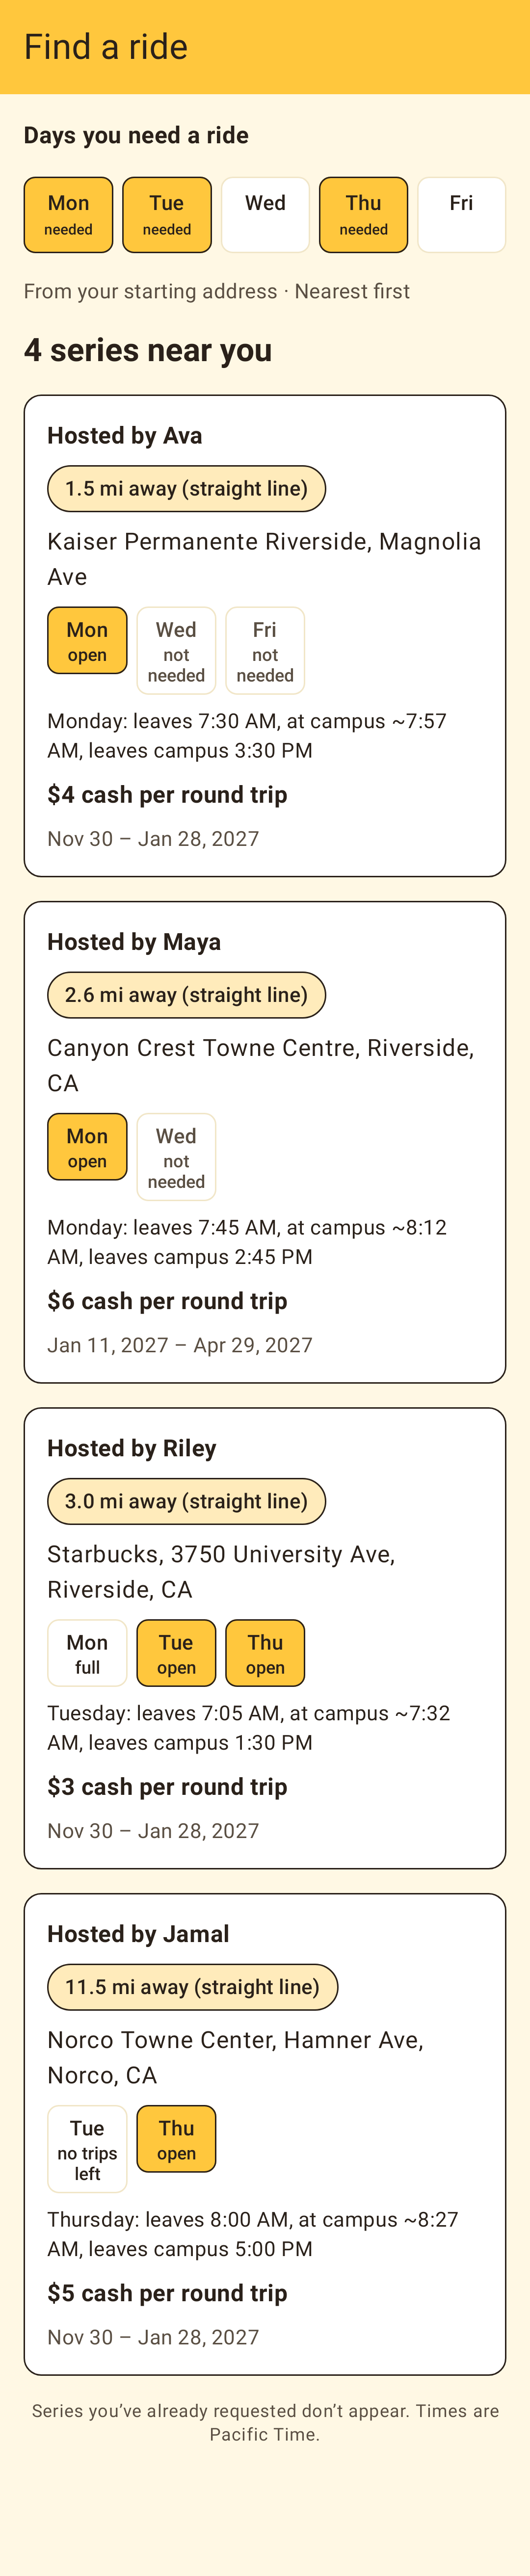 Find a ride
Days you need a ride
Mon Tue Wed Thu Fri
needed needed needed
From your starting address · Nearest first
4 series near you
Hosted by Ava
1.5 mi away (straight line)
Kaiser Permanente Riverside, Magnolia
Ave
Mon Wed Fri
open not not
needed needed
Monday: leaves 7:30 AM, at campus ~7:57
AM, leaves campus 3:30 PM
$4 cash per round trip
Nov 30 – Jan 28, 2027
Hosted by Maya
2.6 mi away (straight line)
Canyon Crest Towne Centre, Riverside,
CA
Mon Wed
open not
needed
Monday: leaves 7:45 AM, at campus ~8:12
AM, leaves campus 2:45 PM
$6 cash per round trip
Jan 11, 2027 – Apr 29, 2027
Hosted by Riley
3.0 mi away (straight line)
Starbucks, 3750 University Ave,
Riverside, CA
Mon Tue Thu
full open open
Tuesday: leaves 7:05 AM, at campus ~7:32
AM, leaves campus 1:30 PM
$3 cash per round trip
Nov 30 – Jan 28, 2027
Hosted by Jamal
11.5 mi away (straight line)
Norco Towne Center, Hamner Ave,
Norco, CA
Tue Thu
no trips open
left
Thursday: leaves 8:00 AM, at campus ~8:27
AM, leaves campus 5:00 PM
$5 cash per round trip
Nov 30 – Jan 28, 2027
Series you’ve already requested don’t appear. Times are
Pacific Time.